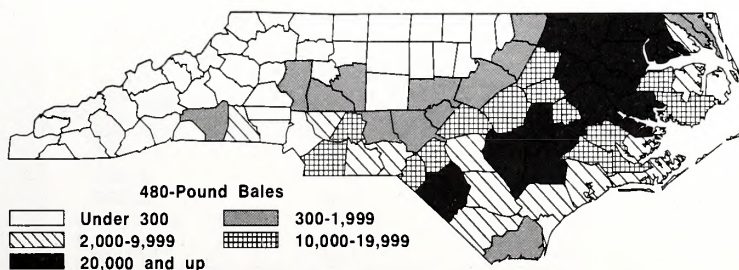 480-Pound Bales
Under 300
300-1,999
2,000-9,999
10,000-19,999
20,000 and up